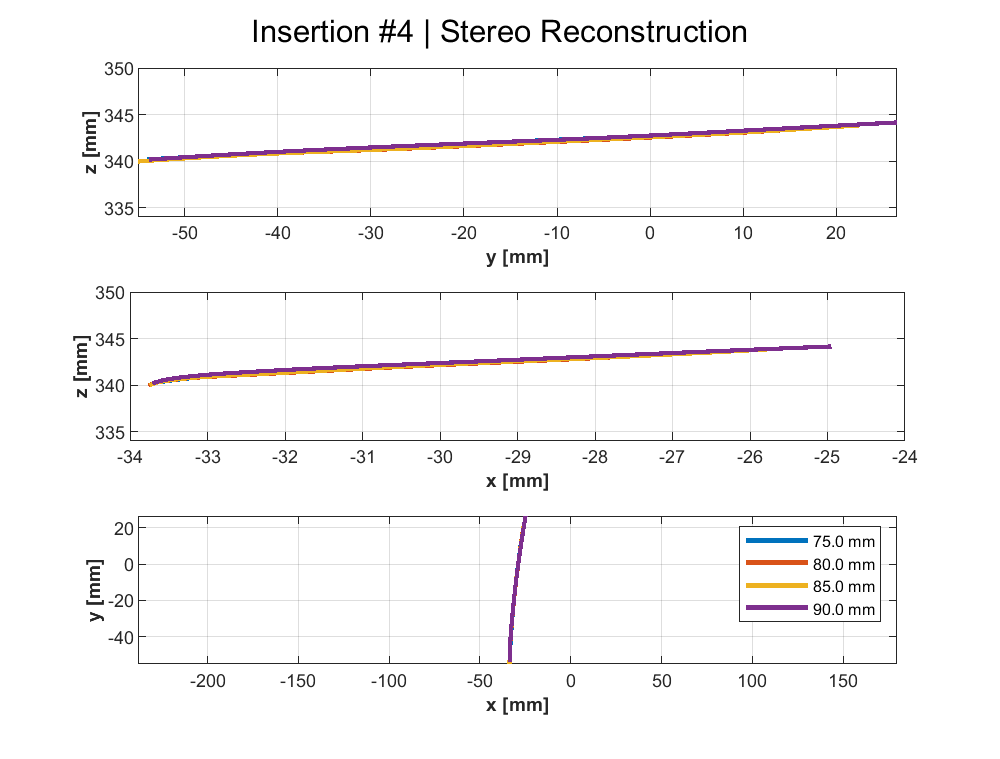 Insertion #4 | Stereo Reconstruction
350
345
340
335
z [mm]
-50 -40 -30 -20 -10 0 10 20
y [mm]
350
345
340
335
z [mm]
-34 -33 -32 -31 -30 -29 -28 -27 -26 -25 -24
x [mm]
20
0
-20
-40
y [mm]
75.0 mm
80.0 mm
85.0 mm
90.0 mm
-200 -150 -100 -50 0 50 100 150
x [mm]